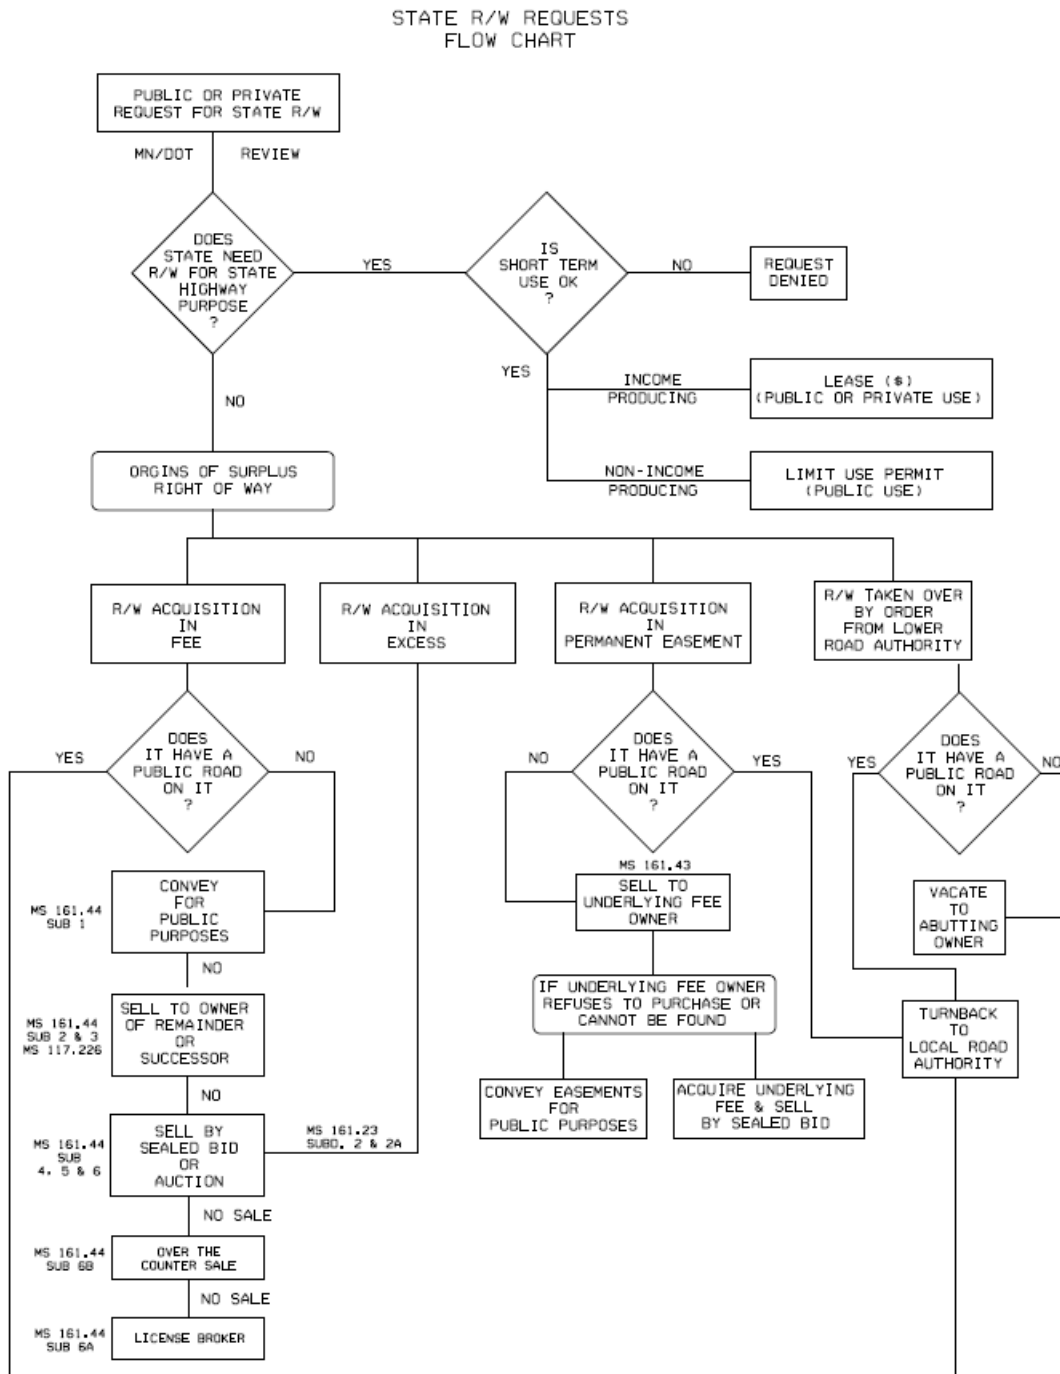 STATE R/W REQUESTS
FLOW CHART
PUBLIC OR PRIVATE
REQUEST FOR STATE R/W
MN/DOT REVIEW
DOES
STATE NEED
R/W FOR STATE
HIGHWAY
PURPOSE
?
YES
IS
SHORT TERM
USE OK
?
NO
REQUEST
DENIED
YES
INCOME
PRODUCING
LEASE ($)
(PUBLIC OR PRIVATE USE)
NO
NON-INCOME
PRODUCING
LIMIT USE PERMIT
(PUBLIC USE)
ORGINS OF SURPLUS
RIGHT OF WAY
R/W ACQUISITION
IN
FEE
R/W ACQUISITION
IN
EXCESS
R/W ACQUISITION
IN
PERMANENT EASEMENT
R/W TAKEN OVER
BY ORDER
FROM LOWER
ROAD AUTHORITY
YES
DOES
IT HAVE A
PUBLIC ROAD
ON IT
?
NO
NO
DOES
IT HAVE A
PUBLIC ROAD
ON IT
?
YES
YES
DOES
IT HAVE A
PUBLIC ROAD
ON IT
?
NO
MS 161.44
SUB 1
CONVEY
FOR
PUBLIC
PURPOSES
NO
MS 161.43
SELL TO
UNDERLYING FEE
OWNER
VACATE
TO
ABUTTING
OWNER
MS 161.44
SUB 2 & 3
MS 117.226
SELL TO OWNER
OF REMAINDER
OR
SUCCESSOR
NO
IF UNDERLYING FEE OWNER
REFUSES TO PURCHASE OR
CANNOT BE FOUND
TURNBACK
TO
LOCAL ROAD
AUTHORITY
CONVEY EASEMENTS
FOR
PUBLIC PURPOSES
ACQUIRE UNDERLYING
FEE & SELL
BY SEALED BID
MS 161.44
SUB
4. 5 & 6
SELL BY
SEALED BID
OR
AUCTION
MS 161.23
SUBD. 2 & 2A
NO SALE
MS 161.44
SUB 6B
OVER THE
COUNTER SALE
NO SALE
MS 161.44
SUB 6A
LICENSE BROKER